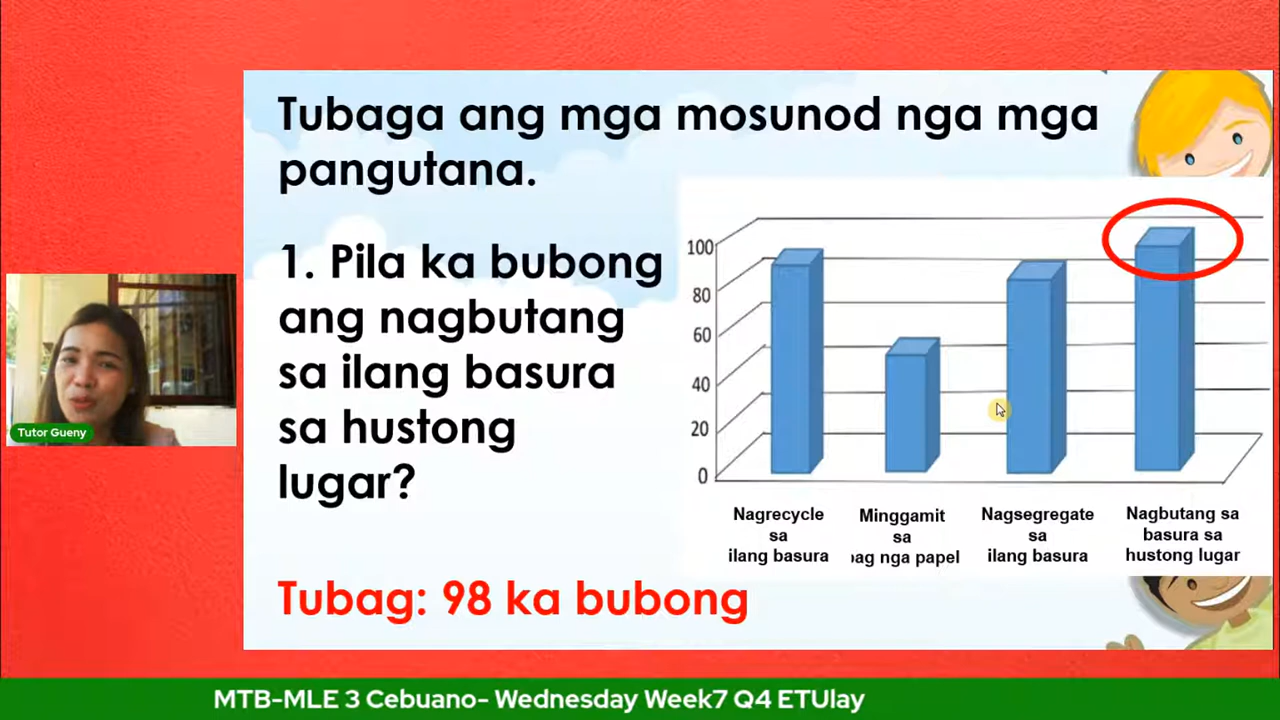 Tubaga ang mga mosunod nga mga
pangutana.
1. Pila ka bubong
ang nagbutang
sa ilang basura
sa hustong
lugar?
Tubag: 98 ka bubong
100
80
60
40
20
0
Nagrecycle
sa
ilang basura
Minggamit
sa
nga papel
Nagsegregate
sa
ilang basura
Nagbutang sa
basura sa
hustong lugar
Tutor Gueny
MTB-MLE 3 Cebuano- Wednesday Week7 Q4 ETUlay